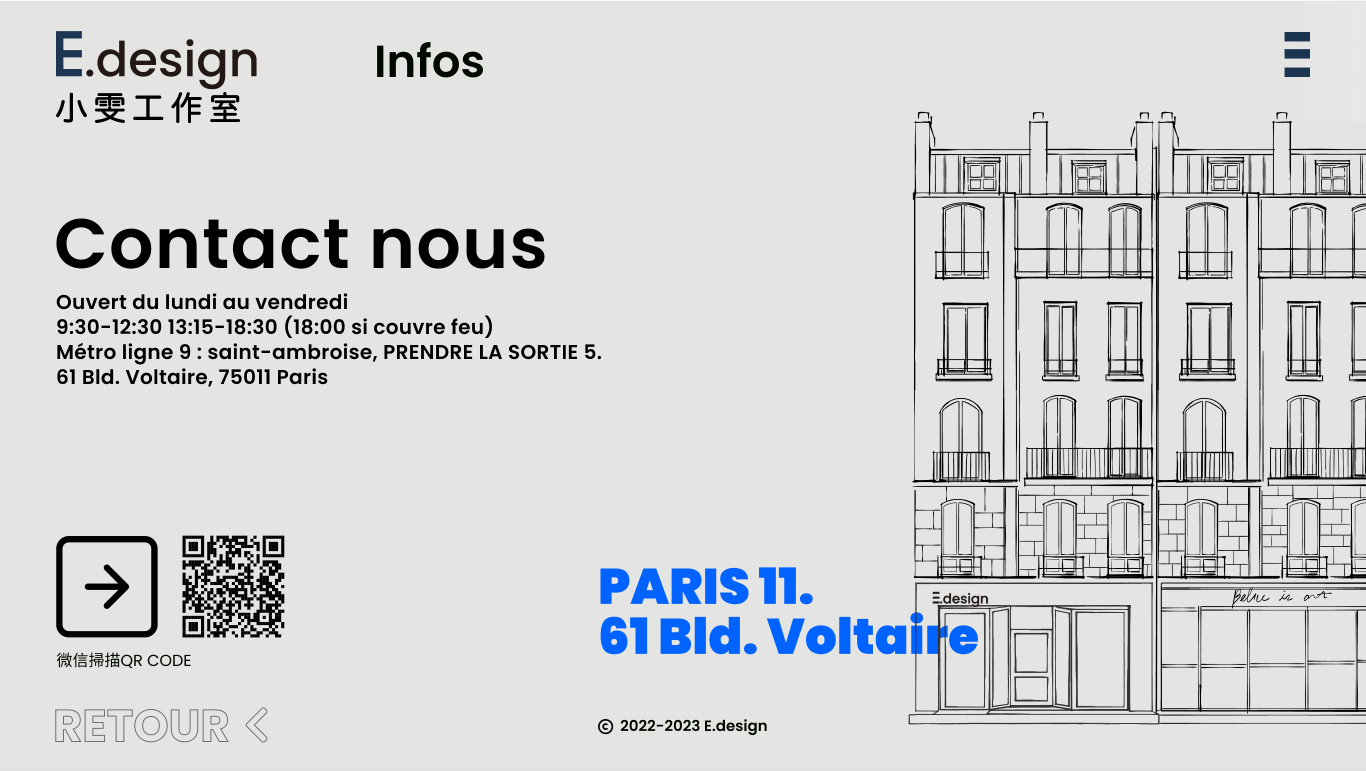 E.design
小雯工作室
Infos
Contact nous
Ouvert du lundi au vendredi
9:30-12:30 13:15-18:30 (18:00 si couvre feu)
Métro ligne 9 : saint-ambroise, PRENDRE LA SORTIE 5.
61 Bld. Voltaire, 75011 Paris
微信掃描QR CODE
RETOUR
PARIS 11.
61 Bld. Voltaire
© 2022-2023 E.design
E.design
is art